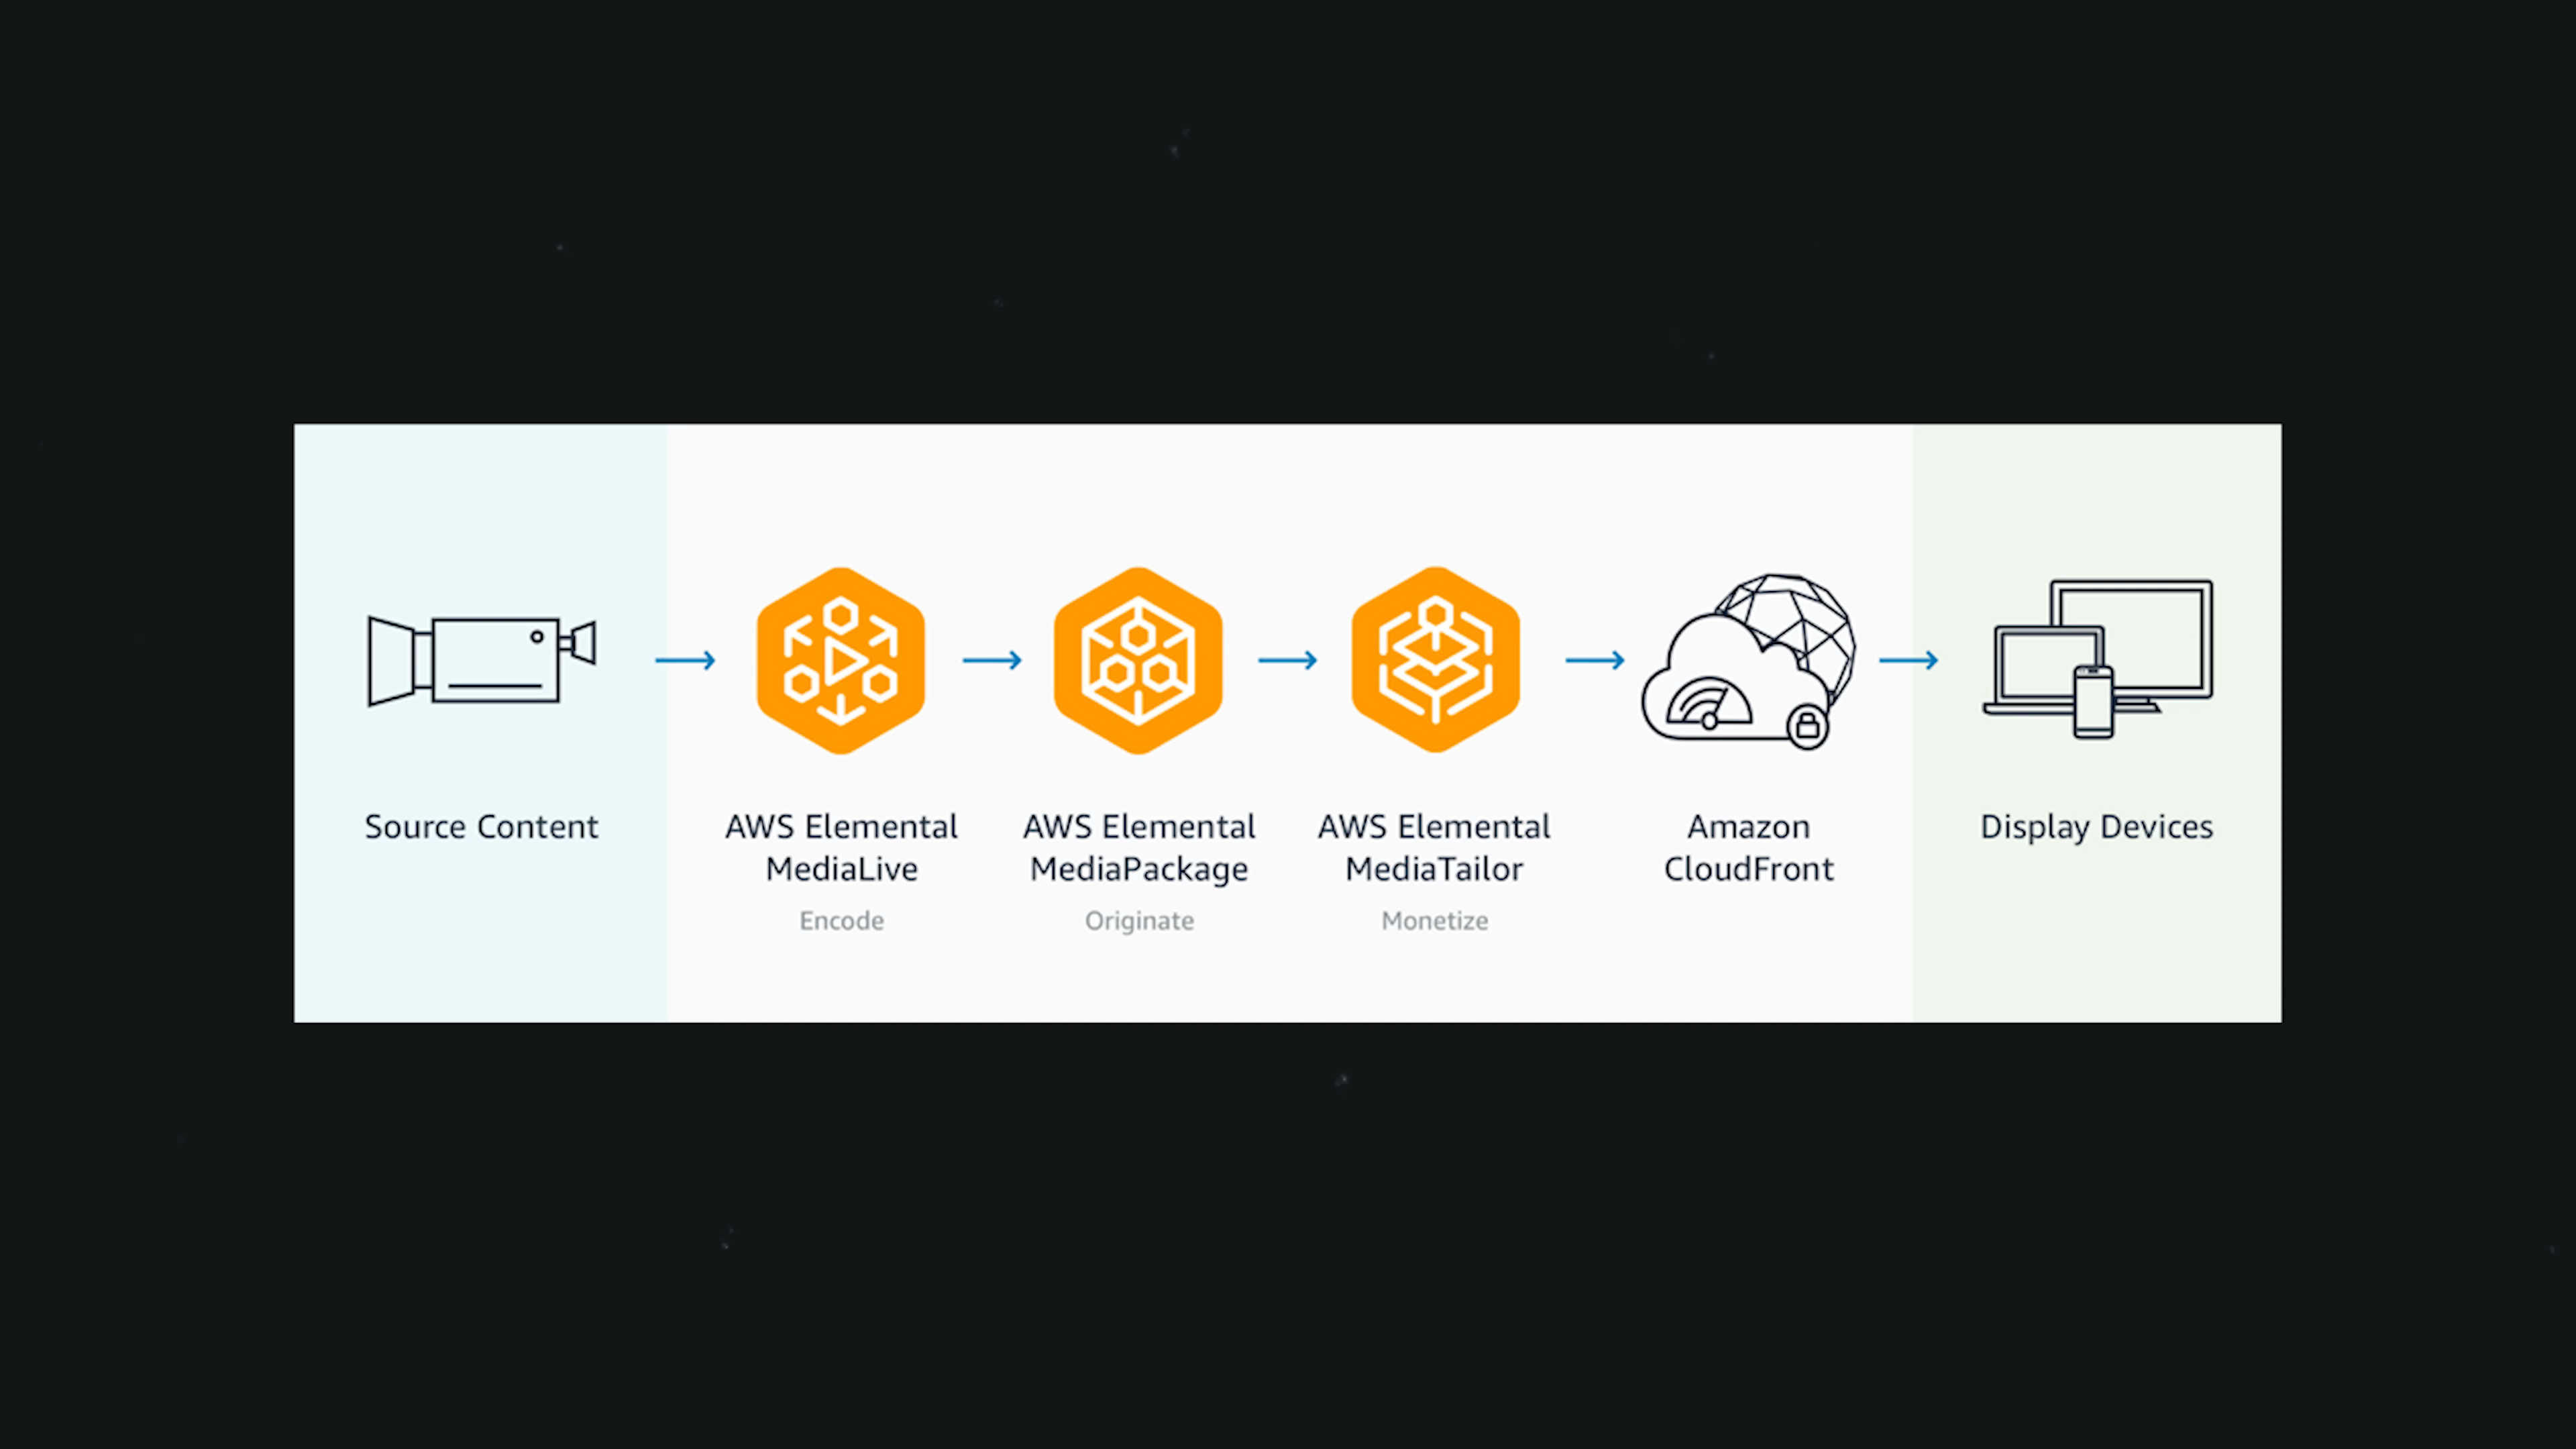 Source Content
AWS Elemental
MediaLive
Encode
AWS Elemental
MediaPackage
Originate
AWS Elemental
MediaTailor
Monetize
Amazon
CloudFront
Display Devices